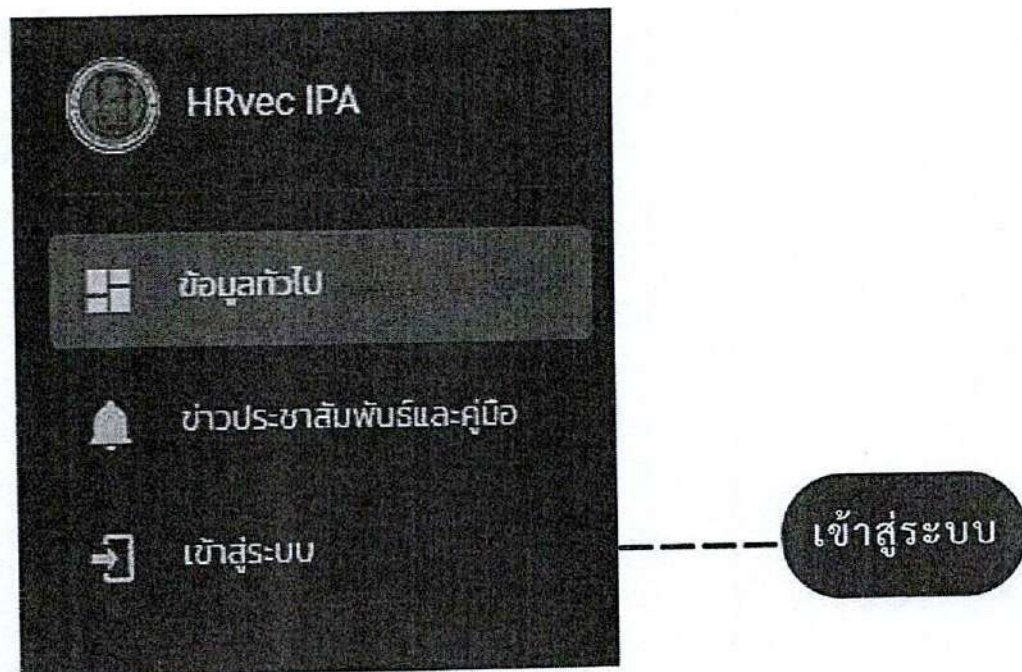 HRvec IPA
ข้อมูลทั่วไป
ข่าวประชาสัมพันธ์และคู่มือ
เข้าสู่ระบบ
เข้าสู่ระบบ